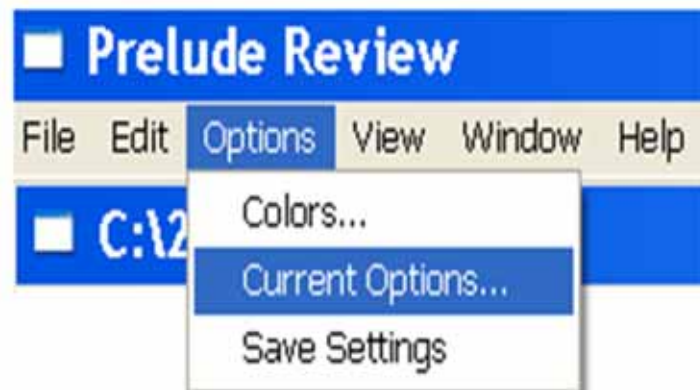 Prelude Review
File Edit Options View Window Help
C:\2
Colors...
Current Options...
Save Settings